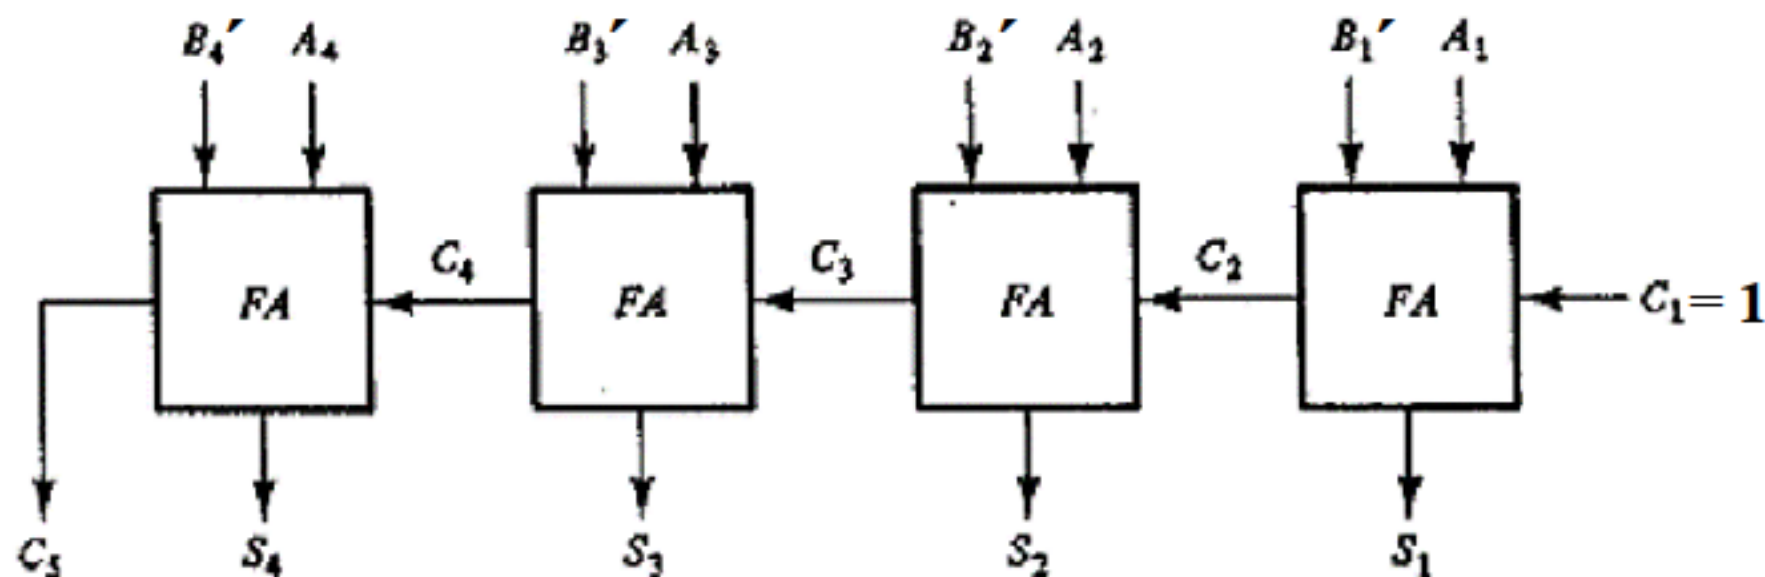 B₄′ A₄ B₃′ A₃ B₂′ A₂ B₁′ A₁
FA C₄ FA C₃ FA C₂ FA C₁ = 1
C₅ S₄ S₃ S₂ S₁